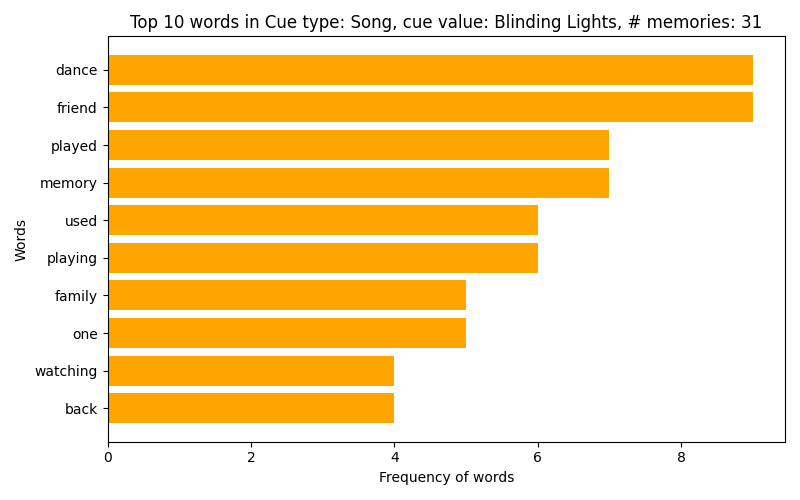 Top 10 words in Cue type: Song, cue value: Blinding Lights, # memories: 31
dance
friend
played
memory
used
playing
family
one
watching
back
Words
0 2 4 6 8
Frequency of words